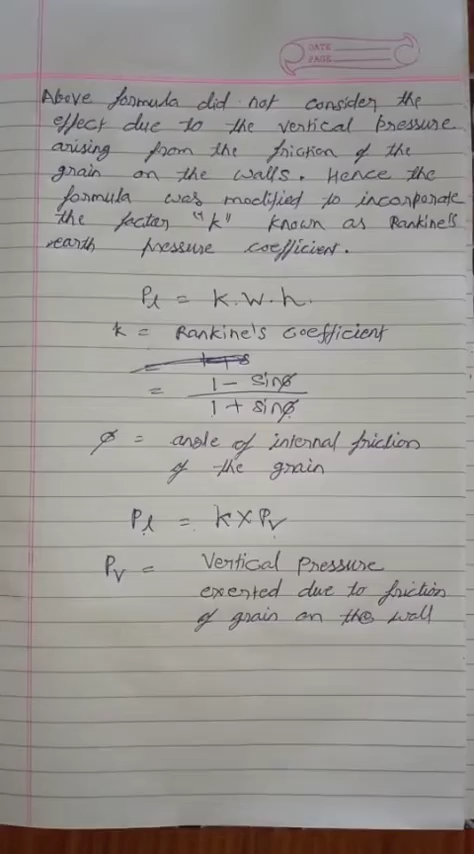 DATE
PAGE
Above formula did not consider the
effect due to the vertical pressure
arising from the friction of the
grain on the walls. Hence the
formula was modified to incorporate
the factor "k" known as Rankine's
earth pressure coefficient.
Pl = K.W.h.
k = Rankine's coefficient
= 1 - sinφ
1 + sinφ
φ = angle of internal friction
of the grain
Pl = k×Pv
Pv = Vertical Pressure
exerted due to friction
of grain on the wall